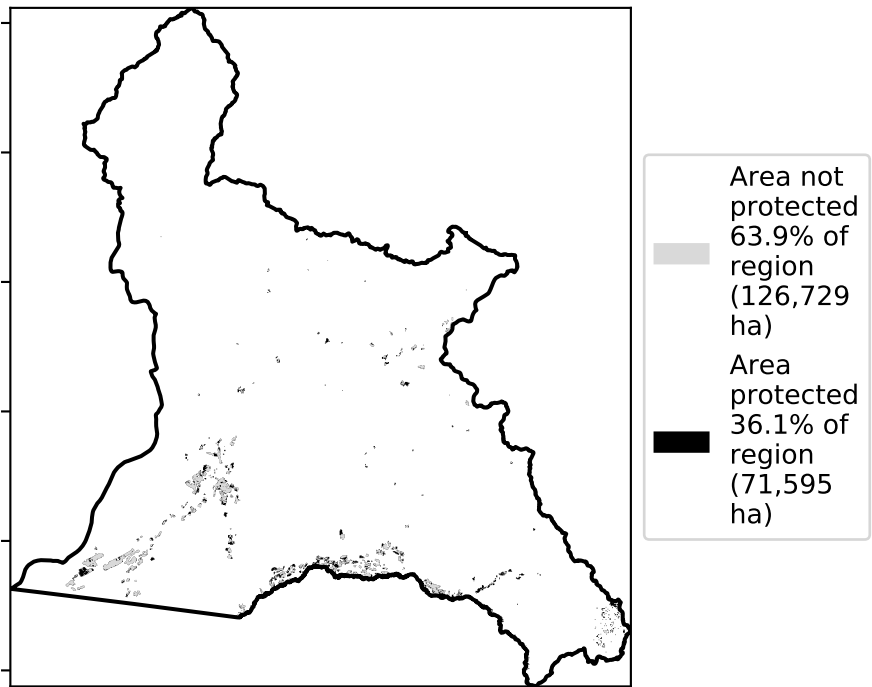 Area not
protected
63.9% of
region
(126,729
ha)
Area
protected
36.1% of
region
(71,595
ha)